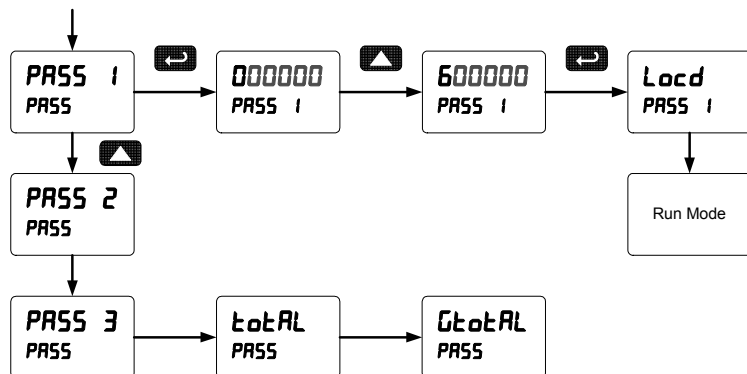 PASS 1
PASS
000000
PASS 1
600000
PASS 1
Locd
PASS 1
PASS 2
PASS
Run Mode
PASS 3
PASS
totAL
PASS
GtotAL
PASS